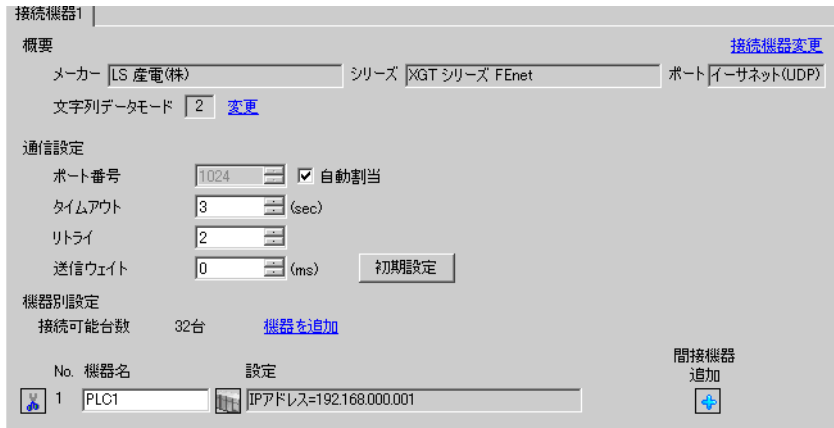 接続機器1
概要 接続機器変更
メーカー LS 産電(株) シリーズ XGT シリーズ FEnet ポート イーサネット(UDP)
文字列データモード 2 変更
通信設定
ポート番号 1024 自動割当
タイムアウト 3 (sec)
リトライ 2
送信ウェイト 0 (ms) 初期設定
機器別設定
接続可能台数 32台 機器を追加
間接機器
No. 機器名 設定 追加
1 PLC1 IPアドレス=192.168.000.001